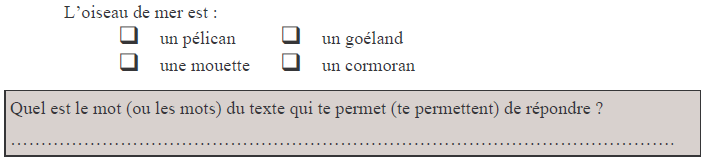 L'oiseau de mer est :
❑ un pélican ❑ un goéland
❑ une mouette ❑ un cormoran
Quel est le mot (ou les mots) du texte qui te permet (te permettent) de répondre ?
…………………………………………………………………………………………………….